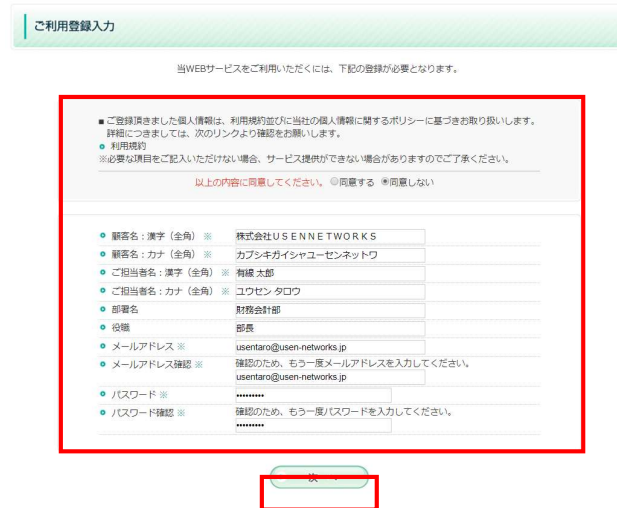 ご利用登録入力
当WEBサービスをご利用いただくには、下記の登録が必要となります。
■ご登録頂きました個人情報は、利用規約並びに当社の個人情報に関するポリシーに基づきお取り扱いします。
詳細につきましては、次のリンクより確認をお願いします。
利用規約
※必要な項目をご記入いただけない場合、サービス提供ができない場合がありますのでご了承ください。
以上の内容に同意してください。 同意する 同意しない
顧客名：漢字（全角） ※ 株式会社ＵＳＥＮＮＥＴＷＯＲＫＳ
顧客名：カナ（全角） ※ カブシキガイシャユーセンネットワ
ご担当者名：漢字（全角） ※ 有線 太郎
ご担当者名：カナ（全角） ※ ユウセン タロウ
部署名 財務会計部
役職 部長
メールアドレス ※ usentaro@usen-networks.jp
メールアドレス確認 ※ 確認のため、もう一度メールアドレスを入力してください。
usentaro@usen-networks.jp
パスワード ※ •••••••••
パスワード確認 ※ 確認のため、もう一度パスワードを入力してください。
•••••••••
次